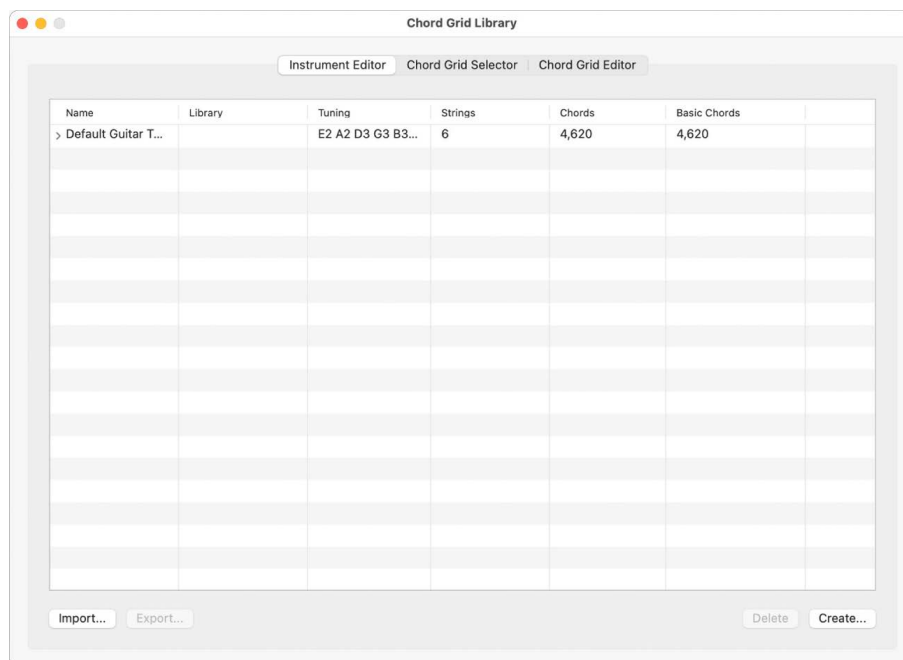 Chord Grid Library
Instrument Editor Chord Grid Selector Chord Grid Editor
Name Library Tuning Strings Chords Basic Chords
Default Guitar T... E2 A2 D3 G3 B3... 6 4,620 4,620
Import... Export... Delete Create...